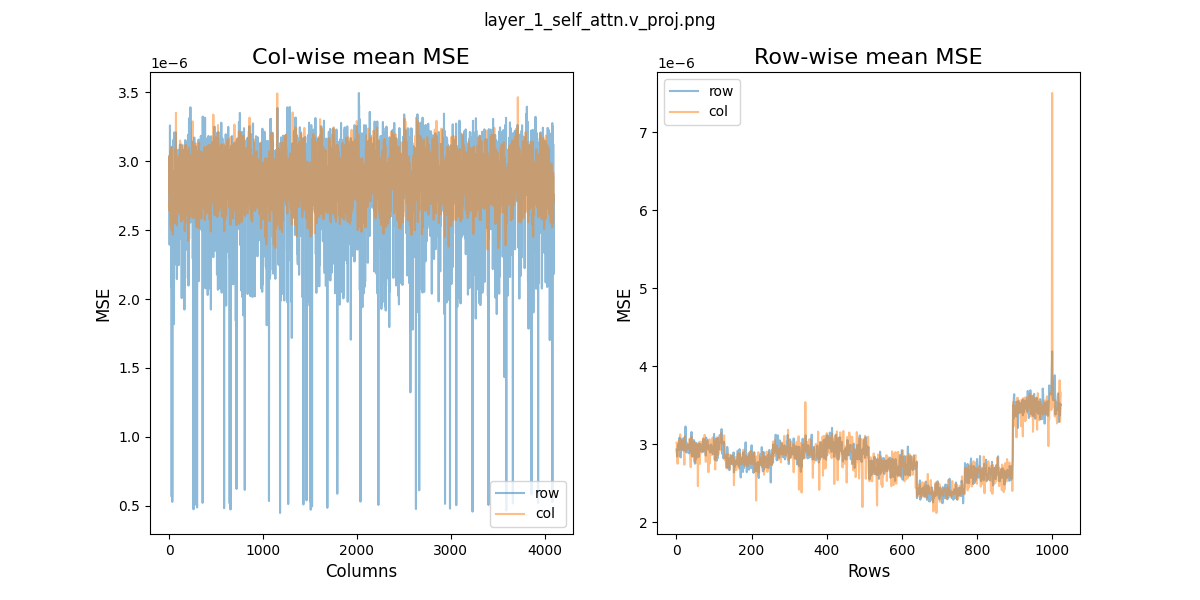 layer_1_self_attn.v_proj.png
Col-wise mean MSE
1e−6
3.5
3.0
2.5
2.0
1.5
1.0
0.5
MSE
0
1000
2000
3000
4000
Columns
row
col
Row-wise mean MSE
1e−6
row
col
7
6
5
4
3
2
MSE
0
200
400
600
800
1000
Rows